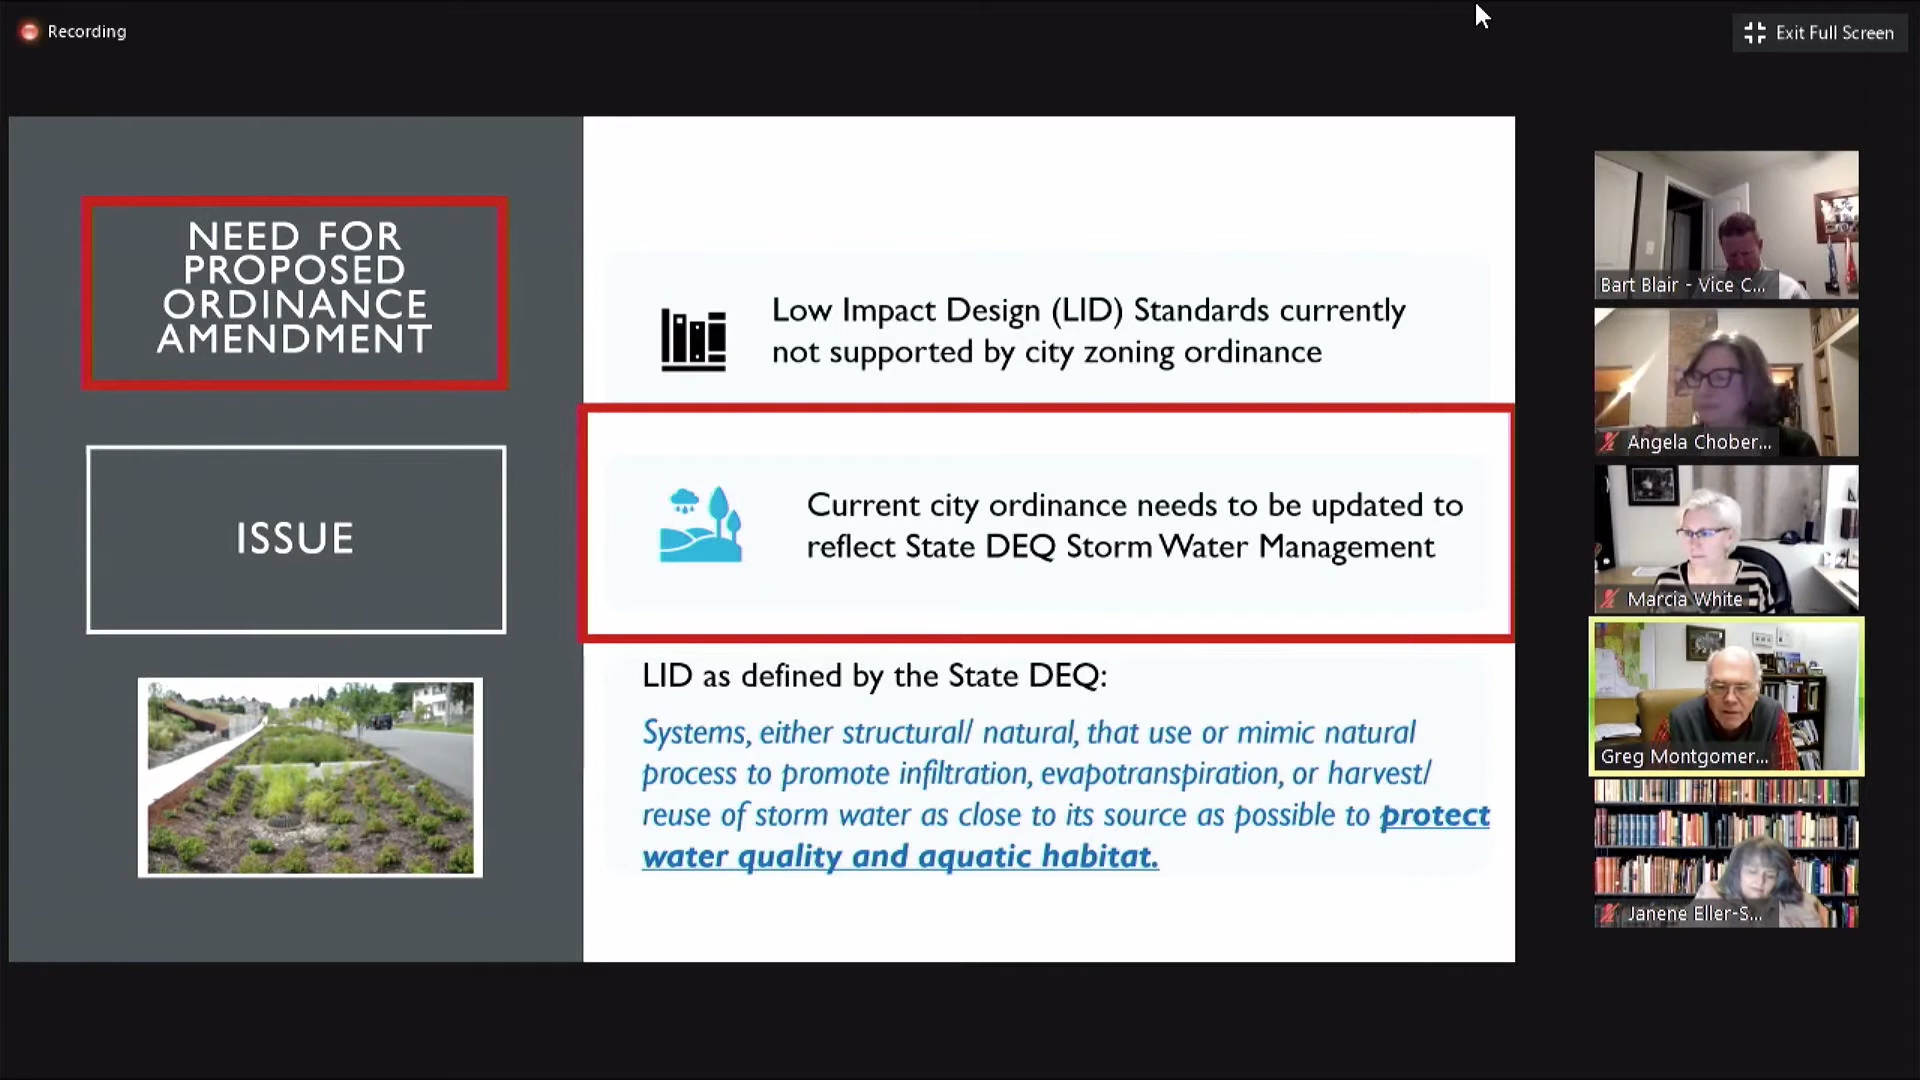 Recording
Exit Full Screen
NEED FOR
PROPOSED
ORDINANCE
AMENDMENT
ISSUE
Low Impact Design (LID) Standards currently
not supported by city zoning ordinance
Current city ordinance needs to be updated to
reflect State DEQ Storm Water Management
LID as defined by the State DEQ:
Systems, either structural/ natural, that use or mimic natural
process to promote infiltration, evapotranspiration, or harvest/
reuse of storm water as close to its source as possible to protect
water quality and aquatic habitat.
Bart Blair - Vice C...
Angela Chober...
Marcia White
Greg Montgomer...
Janene Eller-S...